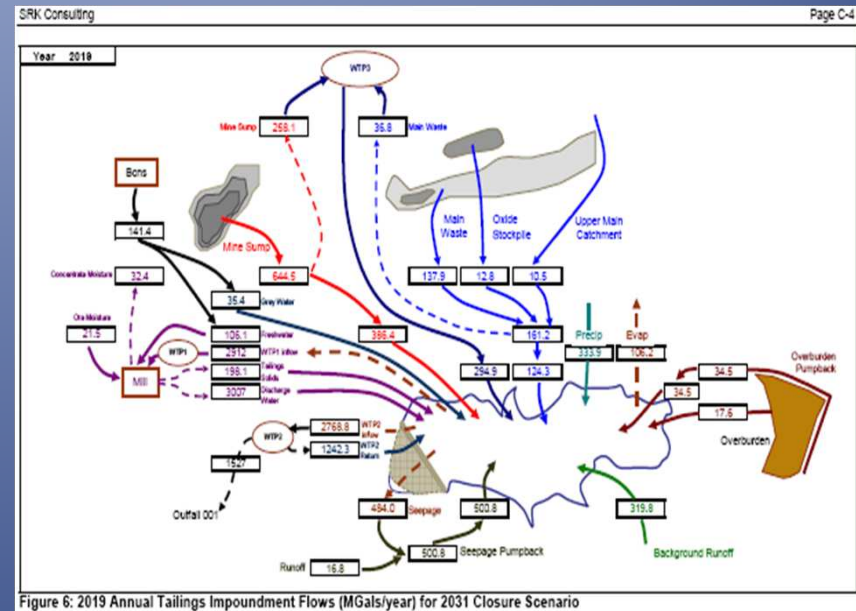 SRK Consulting
Page C-4
Year 2019
WTP3
Mine Sump
258.1
36.8
Main Waste
Bons
141.4
Mine Sump
Main
Waste
Oxide
Stockpile
Upper Main
Catchment
Concentrate Moisture
32.4
644.5
137.9
12.8
10.5
35.4
Grey Water
Ore Moisture
21.5
106.1
Freshwater
386.4
161.2
Precip
Evap
WTP1
2912
WTP1 inflow
333.9
106.2
Overburden
Pumpback
Mill
198.1
Tailings
Solids
294.9
124.3
34.5
34.5
3007
Discharge
Water
17.6
WTP2
2768.8
WTP2
Inflow
1242.3
WTP2
Return
Overburden
1527
Outfall 001
484.0
Seepage
500.8
319.8
Runoff
16.8
500.8
Seepage Pumpback
Background Runoff
Figure 6: 2019 Annual Tailings Impoundment Flows (MGals/year) for 2031 Closure Scenario